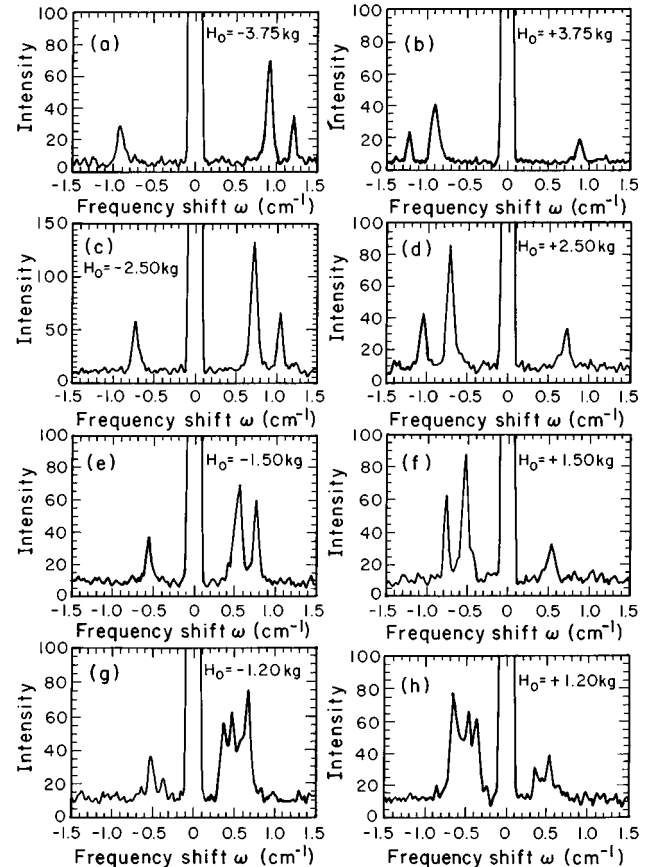 (a)
H₀=-3.75kg
Intensity
100
80
60
40
20
0
-1.5 -1.0 -0.5 0 0.5 1.0 1.5
Frequency shift ω (cm⁻¹)
(b)
H₀=+3.75kg
Intensity
100
80
60
40
20
0
-1.5 -1.0 -0.5 0 0.5 1.0 1.5
Frequency shift ω (cm⁻¹)
(c)
H₀=-2.50kg
Intensity
150
100
50
0
-1.5 -1.0 -0.5 0 0.5 1.0 1.5
Frequency shift ω (cm⁻¹)
(d)
H₀=+2.50kg
Intensity
100
80
60
40
20
0
-1.5 -1.0 -0.5 0 0.5 1.0 1.5
Frequency shift ω (cm⁻¹)
(e)
H₀=-1.50kg
Intensity
100
80
60
40
20
0
-1.5 -1.0 -0.5 0 0.5 1.0 1.5
Frequency shift ω (cm⁻¹)
(f)
H₀=+1.50kg
Intensity
100
80
60
40
20
0
-1.5 -1.0 -0.5 0 0.5 1.0 1.5
Frequency shift ω (cm⁻¹)
(g)
H₀=-1.20kg
Intensity
100
80
60
40
20
0
-1.5 -1.0 -0.5 0 0.5 1.0 1.5
Frequency shift ω (cm⁻¹)
(h)
H₀=+1.20kg
Intensity
100
80
60
40
20
0
-1.5 -1.0 -0.5 0 0.5 1.0 1.5
Frequency shift ω (cm⁻¹)